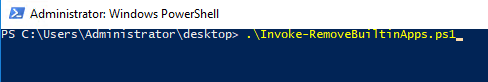 Administrator: Windows PowerShell
PS C:\Users\Administrator\desktop> .\Invoke-RemoveBuiltinApps.ps1